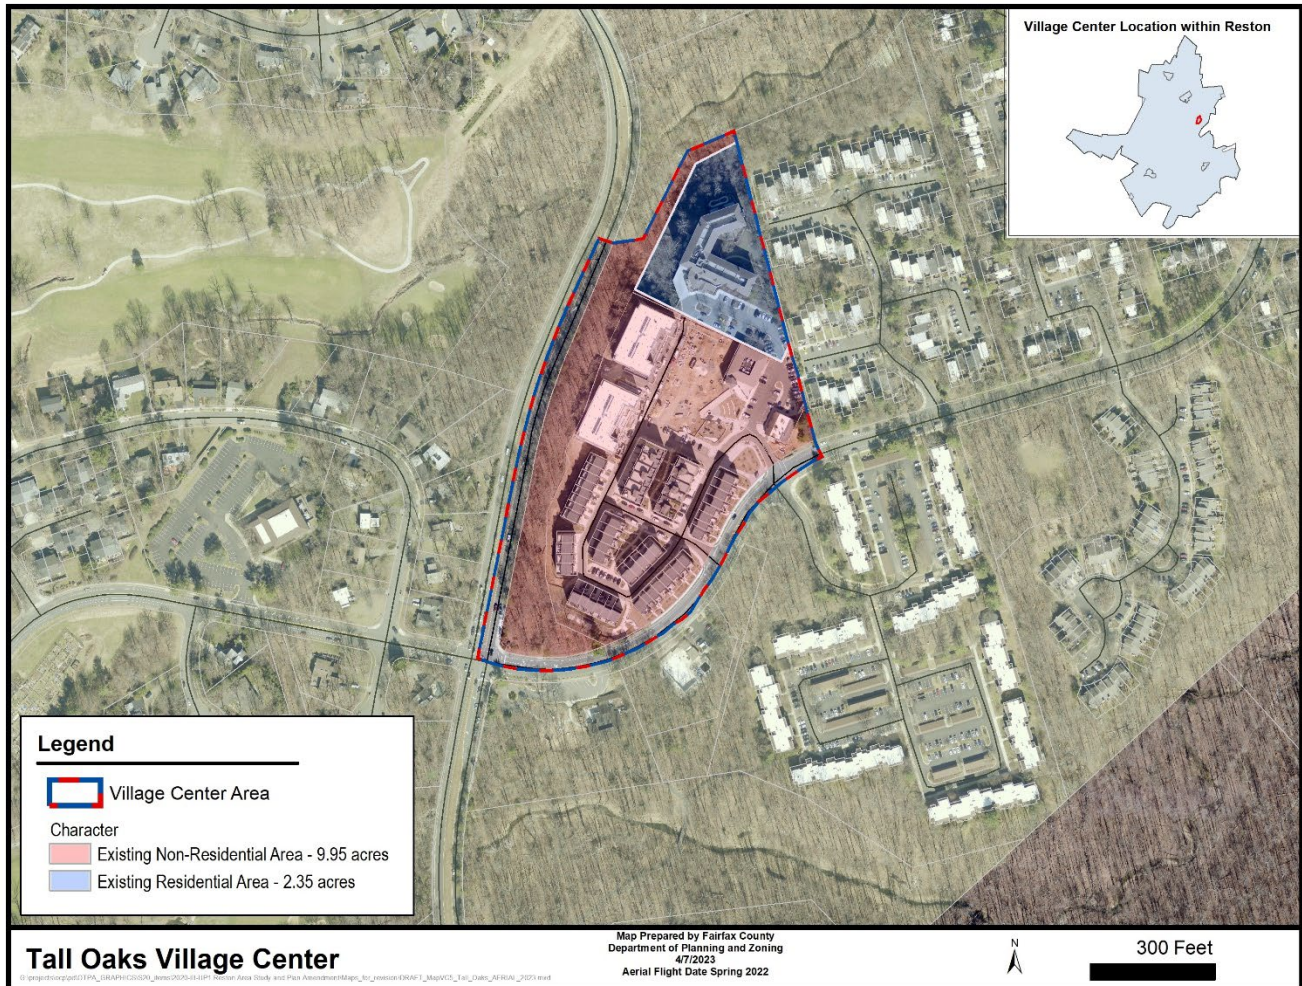 Village Center Location within Reston
Legend
Village Center Area
Character
Existing Non-Residential Area - 9.95 acres
Existing Residential Area - 2.35 acres
Tall Oaks Village Center
Map Prepared by Fairfax County
Department of Planning and Zoning
4/7/2023
Aerial Flight Date Spring 2022
N
300 Feet